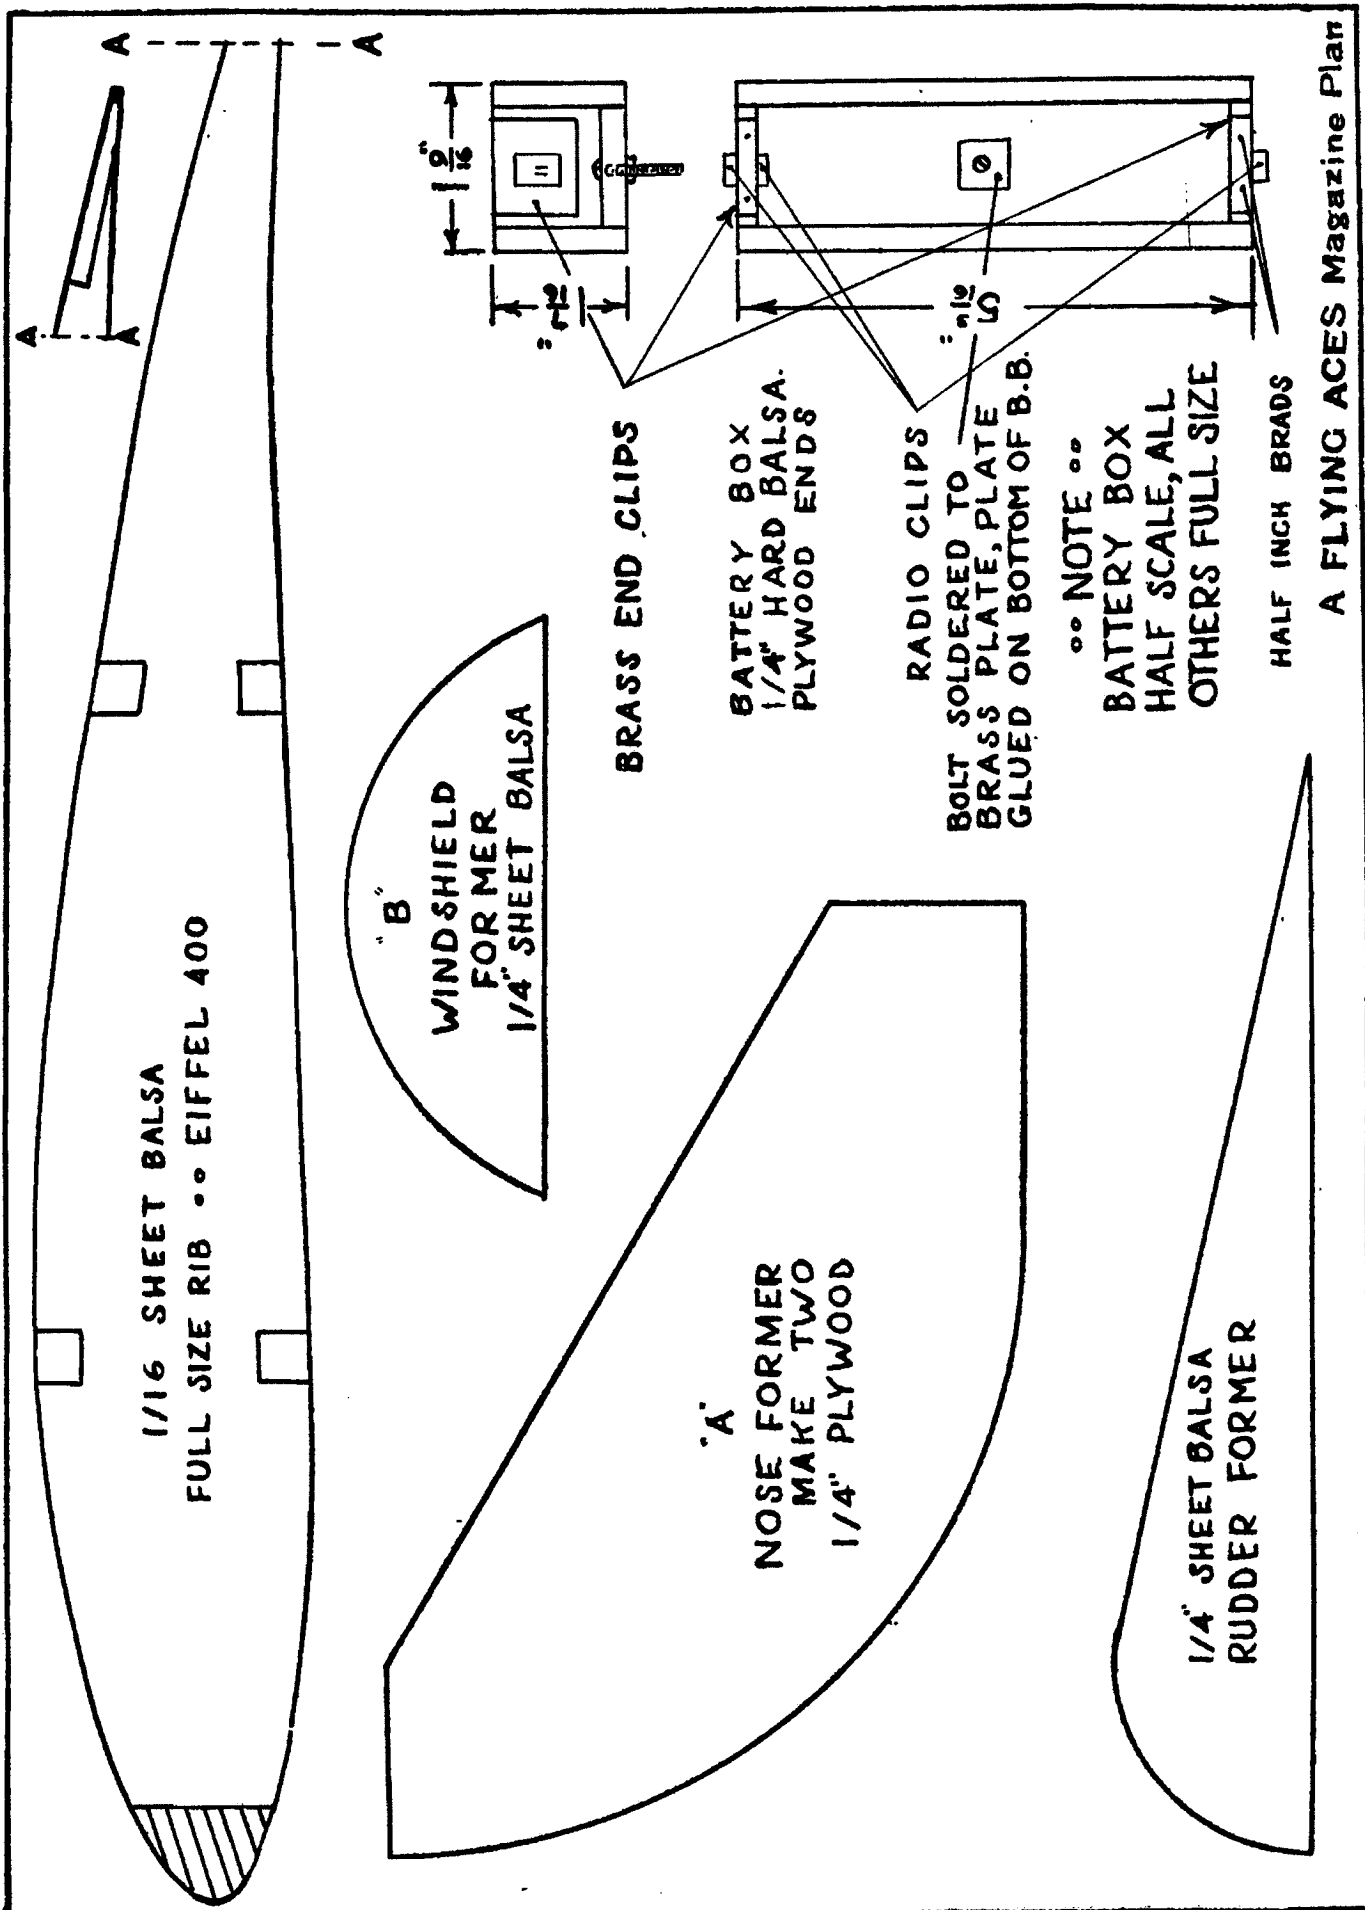 A
A
A
A
1/16 SHEET BALSA
FULL SIZE RIB •• EIFFEL 400
"B"
WINDSHIELD
FORMER
1/4" SHEET BALSA
"A"
NOSE FORMER
MAKE TWO
1/4" PLYWOOD
1/4" SHEET BALSA
RUDDER FORMER
1 9/16"
BRASS END CLIPS
BATTERY BOX
1/4" HARD BALSA.
PLYWOOD ENDS
RADIO CLIPS
BOLT SOLDERED TO
BRASS PLATE, PLATE
GLUED ON BOTTOM OF B.B.
•• NOTE ••
BATTERY BOX
HALF SCALE, ALL
OTHERS FULL SIZE
HALF INCH BRADS
A FLYING ACES Magazine Plan